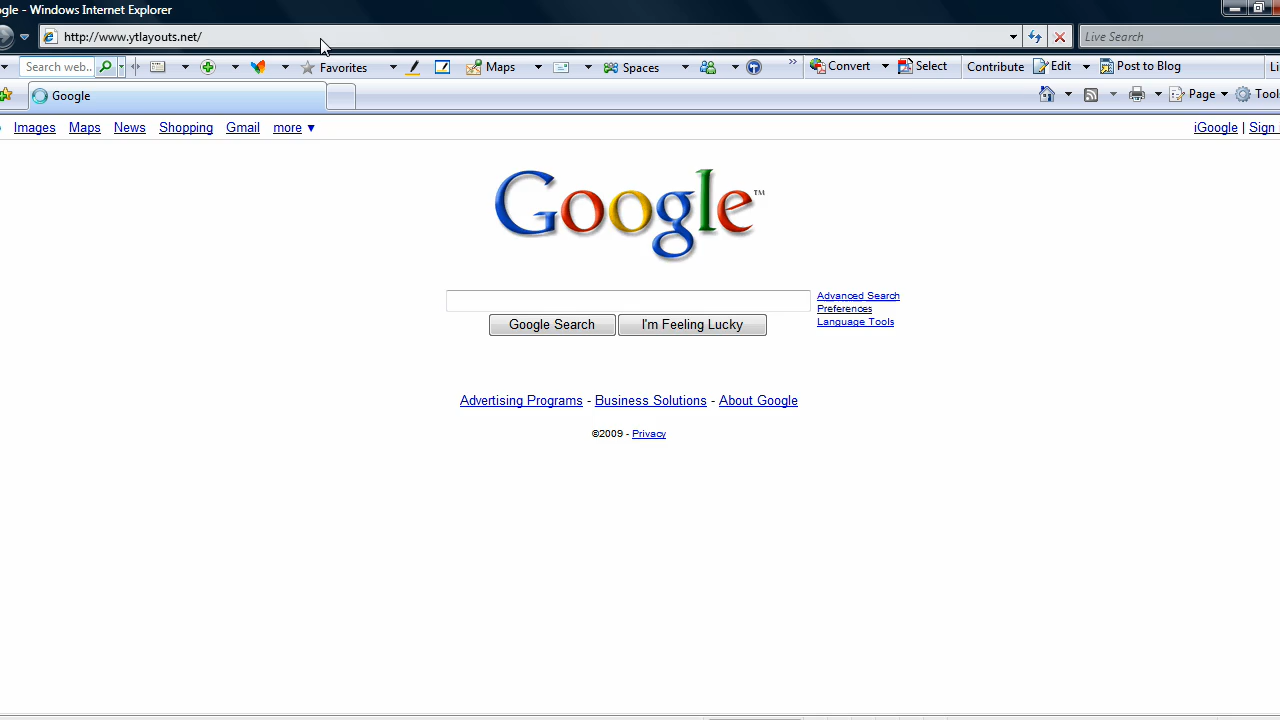 gle - Windows Internet Explorer
http://www.ytlayouts.net/
Live Search
Search web..
Favorites
Maps
Spaces
Convert
Select
Contribute
Edit
Post to Blog
Li
Google
Page
Tools
Images Maps News Shopping Gmail more ▼
iGoogle | Sign
Google™
Advanced Search
Preferences
Language Tools
Google Search
I'm Feeling Lucky
Advertising Programs - Business Solutions - About Google
©2009 - Privacy